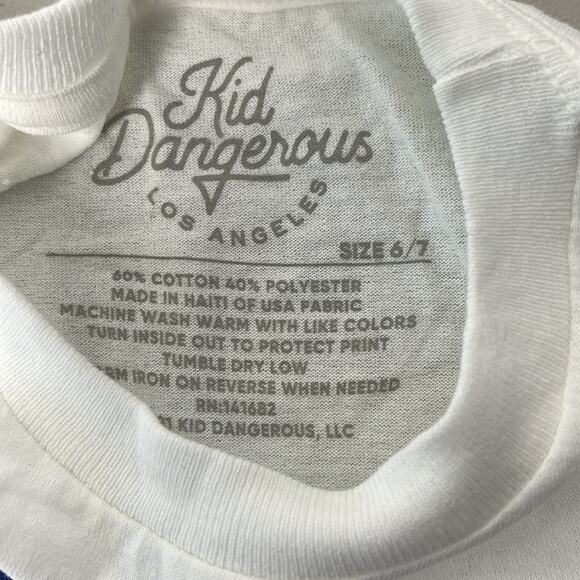 Kid
Dangerous
LOS ANGELES
SIZE 6/7
60% COTTON 40% POLYESTER
MADE IN HAITI OF USA FABRIC
MACHINE WASH WARM WITH LIKE COLORS
TURN INSIDE OUT TO PROTECT PRINT
TUMBLE DRY LOW
IRON ON REVERSE WHEN NEEDED
RN:141682
KID DANGEROUS, LLC